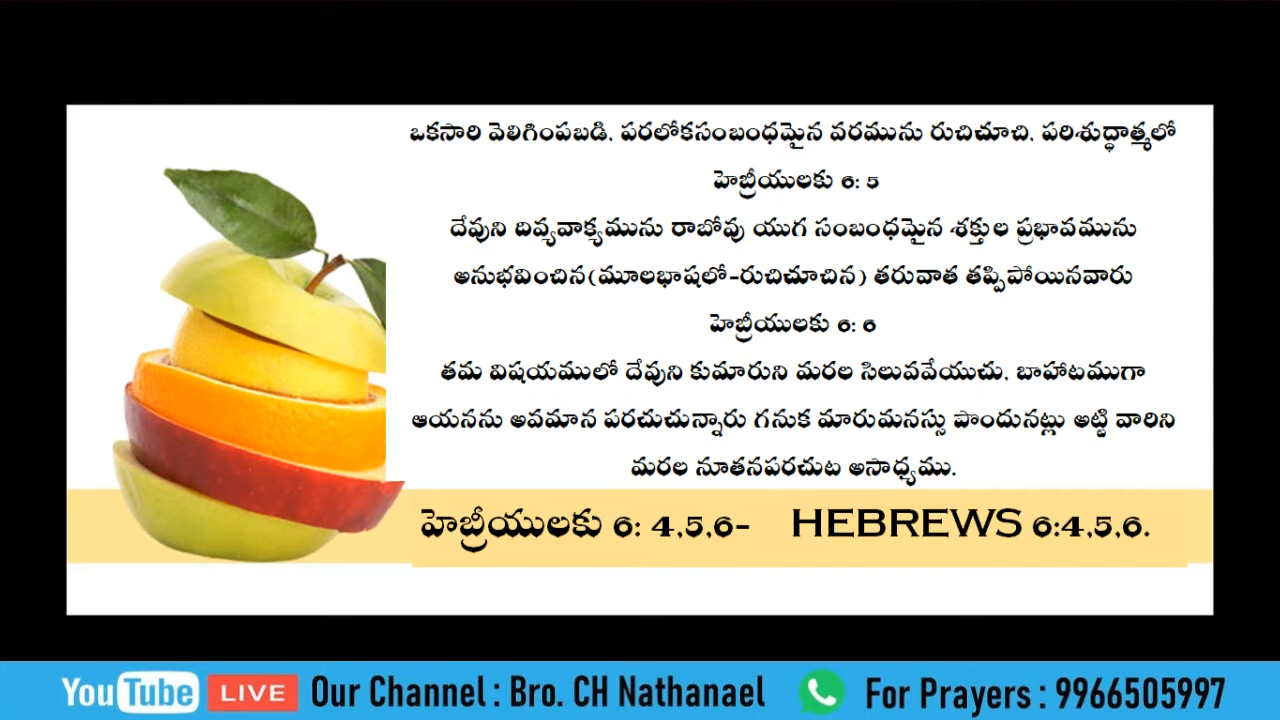 ఒకసారి వెలిగింపబడి, పరలోకసంబంధమైన వరమును రుచిచూచి, పరిశుద్ధాత్మలో
హెబ్రీయులకు 6: 5
దేవుని దివ్యవాక్యమును రాబోవు యుగ సంబంధమైన శక్తుల ప్రభావమును
అనుభవించిన(మూలభాషలో-రుచిచూచిన) తరువాత తప్పిపోయినవారు
హెబ్రీయులకు 6: 6
తమ విషయములో దేవుని కుమారుని మరల సిలువవేయుచు, బాహాటముగా
ఆయనను అవమాన పరచుచున్నారు గనుక మారుమనస్సు పొందునట్లు అట్టి వారిని
మరల నూతనపరచుట అసాధ్యము.
హెబ్రీయులకు 6: 4,5,6- HEBREWS 6:4,5,6.
YouTube LIVE Our Channel : Bro. CH Nathanael For Prayers : 9966505997